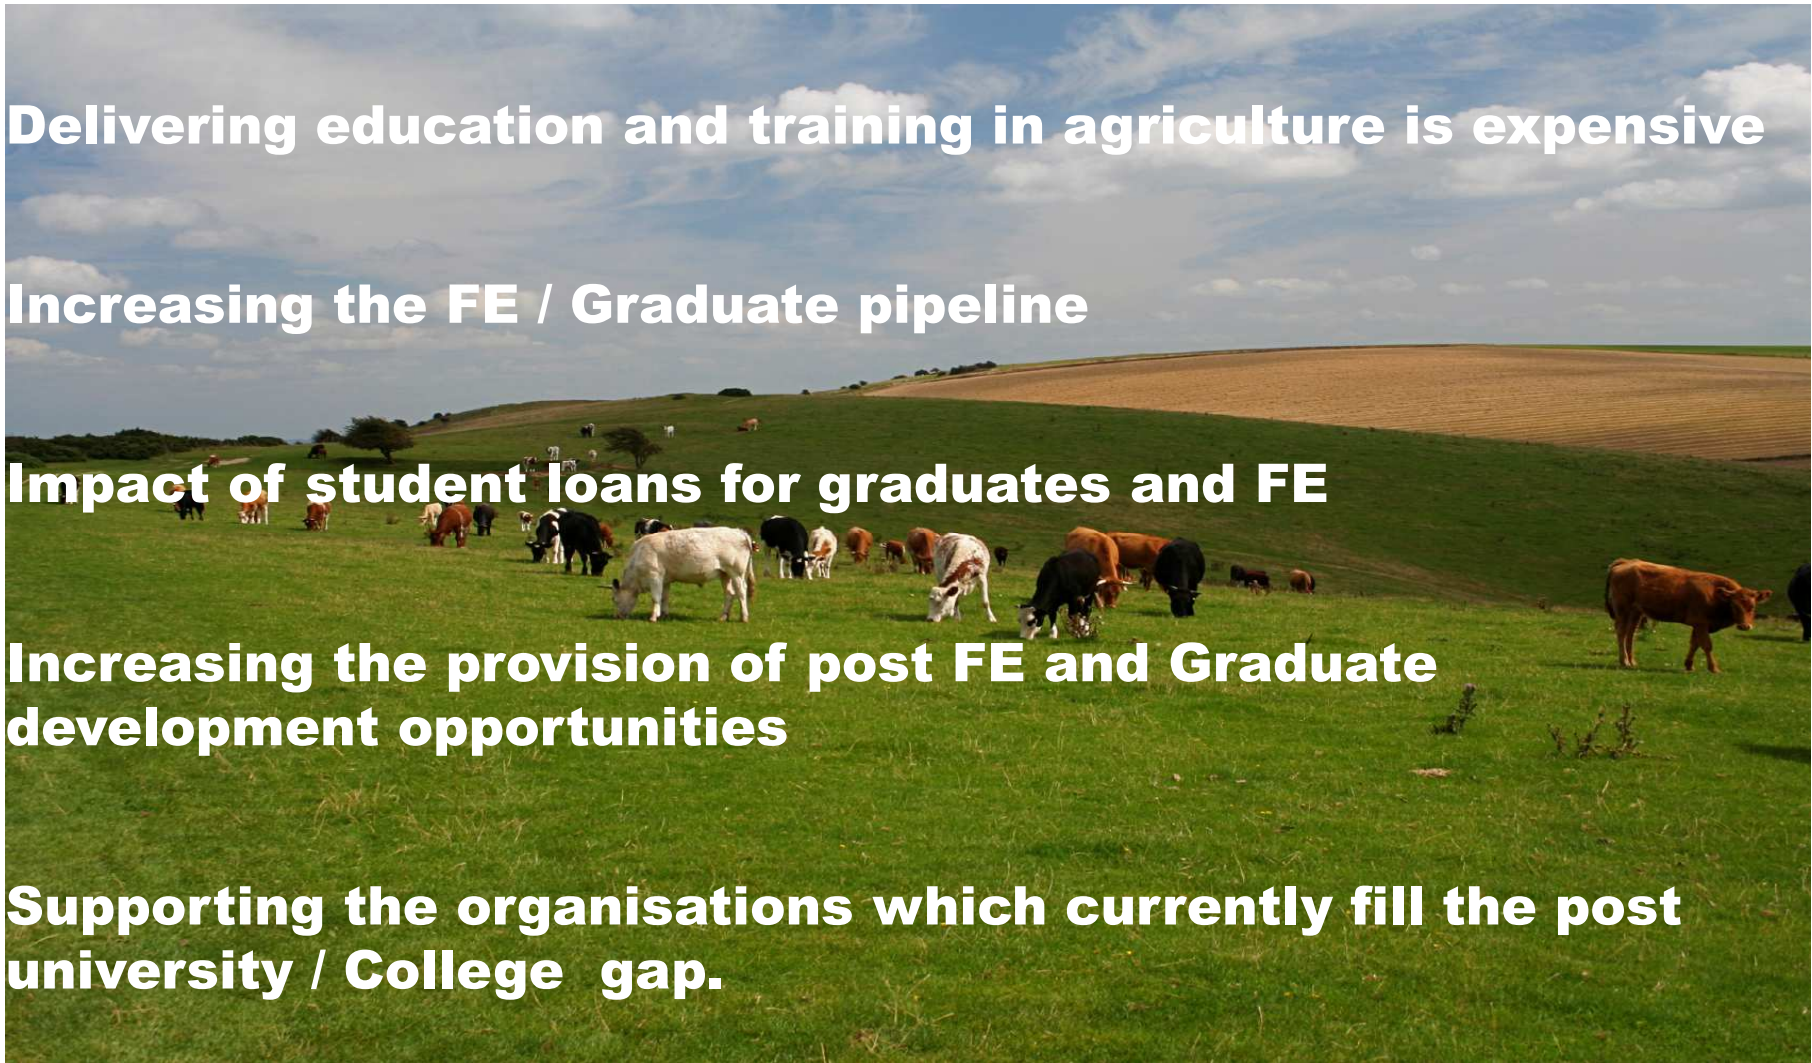 Delivering education and training in agriculture is expensive
Increasing the FE / Graduate pipeline
Impact of student loans for graduates and FE
Increasing the provision of post FE and Graduate
development opportunities
Supporting the organisations which currently fill the post
university / College  gap.